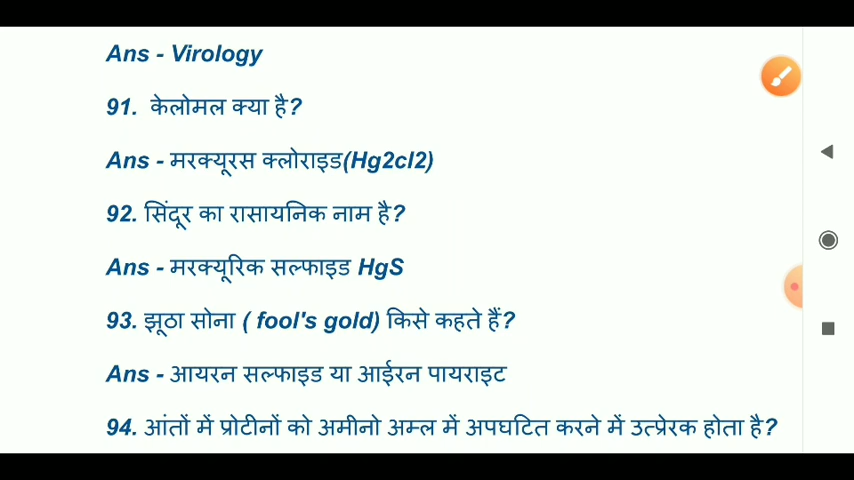 Ans - Virology
91. केलोमल क्या है?
Ans - मरक्यूरस क्लोराइड(Hg2cl2)
92. सिंदूर का रासायनिक नाम है?
Ans - मरक्यूरिक सल्फाइड HgS
93. झूठा सोना ( fool's gold) किसे कहते हैं?
Ans - आयरन सल्फाइड या आईरन पायराइट
94. आंतों में प्रोटीनों को अमीनो अम्ल में अपघटित करने में उत्प्रेरक होता है?